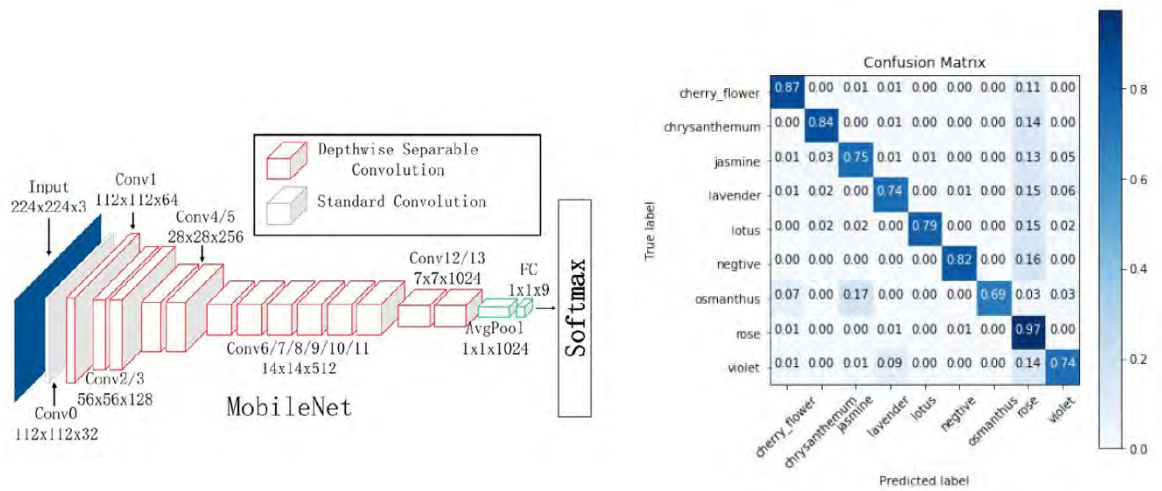 Depthwise Separable
Convolution
Standard Convolution
Input
224x224x3
Conv1
112x112x64
Conv4/5
28x28x256
Conv12/13
7x7x1024
FC
1x1x9
Softmax
AvgPool
1x1x1024
Conv6/7/8/9/10/11
14x14x512
Conv2/3
56x56x128
Conv0
112x112x32
MobileNet
Confusion Matrix
True label
cherry_flower 0.87 0.00 0.01 0.01 0.00 0.00 0.00 0.11 0.00
chrysanthemum 0.00 0.84 0.00 0.01 0.00 0.00 0.00 0.14 0.00
jasmine 0.01 0.03 0.75 0.01 0.01 0.00 0.00 0.13 0.05
lavender 0.01 0.02 0.00 0.74 0.00 0.01 0.00 0.15 0.06
lotus 0.00 0.02 0.02 0.00 0.79 0.00 0.00 0.15 0.02
negtive 0.00 0.00 0.00 0.00 0.00 0.82 0.00 0.16 0.00
osmanthus 0.07 0.00 0.17 0.00 0.00 0.00 0.69 0.03 0.03
rose 0.01 0.00 0.00 0.01 0.00 0.01 0.00 0.97 0.00
violet 0.01 0.00 0.01 0.09 0.00 0.00 0.00 0.14 0.74
cherry_flower
chrysanthemum
jasmine
lavender
lotus
negtive
osmanthus
rose
violet
Predicted label
0.8
0.6
0.4
0.2
0.0